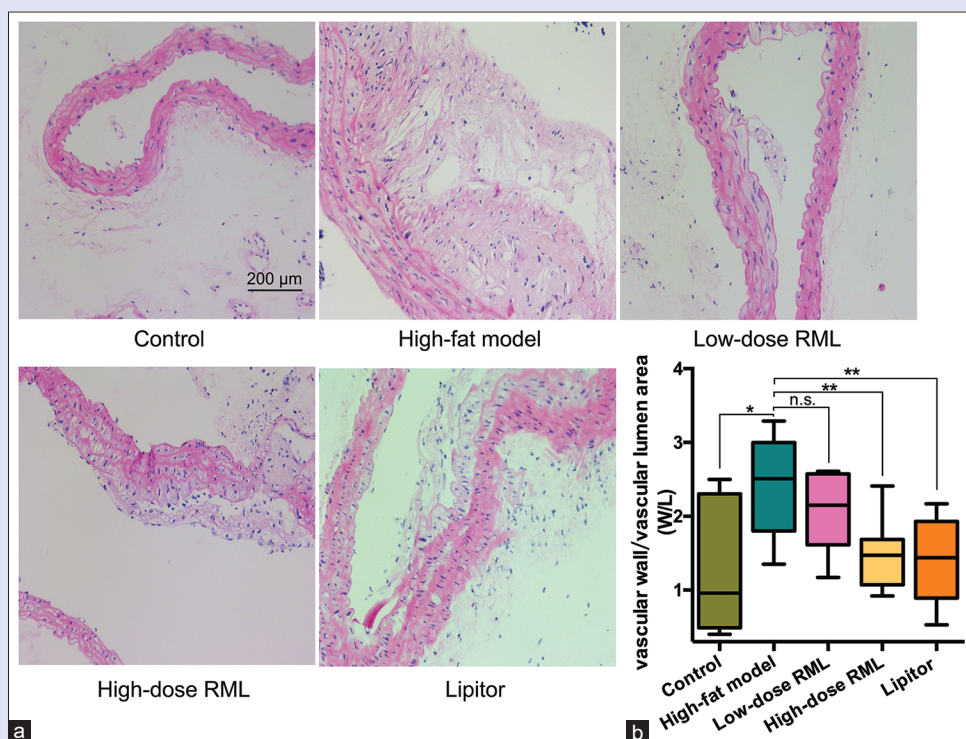 200 µm
Control
High-fat model
Low-dose RML
High-dose RML
Lipitor
a
vascular wall/vascular lumen area
(W/L)
4
3
2
1
*
n.s.
**
**
Control
High-fat model
Low-dose RML
High-dose RML
Lipitor
b